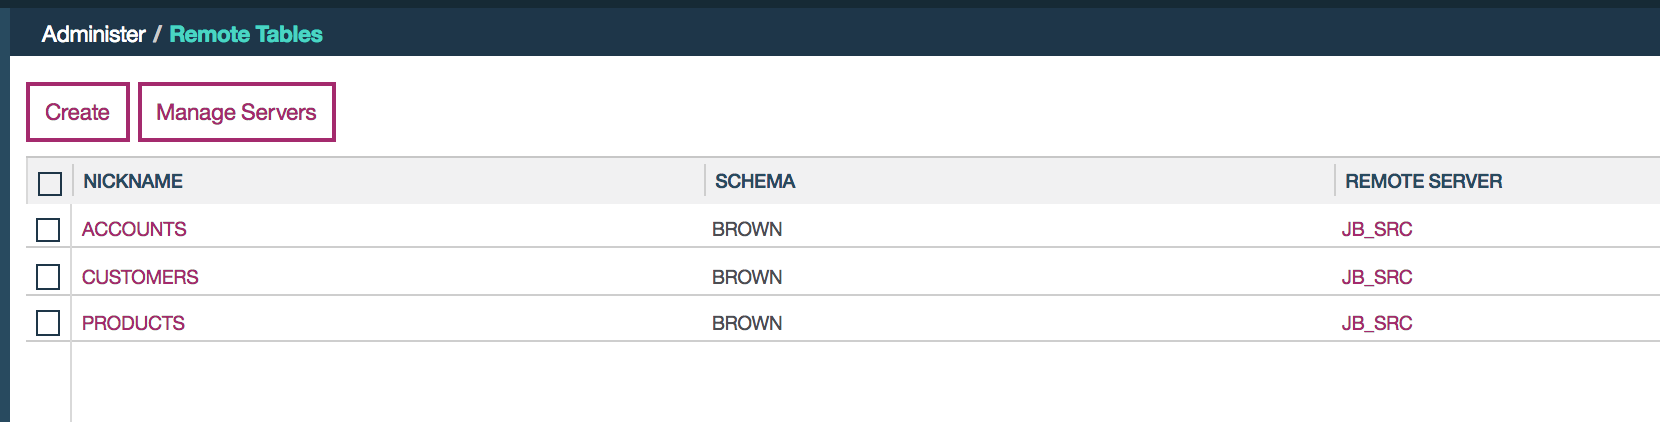 Administer / Remote Tables
Create Manage Servers
NICKNAME SCHEMA REMOTE SERVER
ACCOUNTS BROWN JB_SRC
CUSTOMERS BROWN JB_SRC
PRODUCTS BROWN JB_SRC